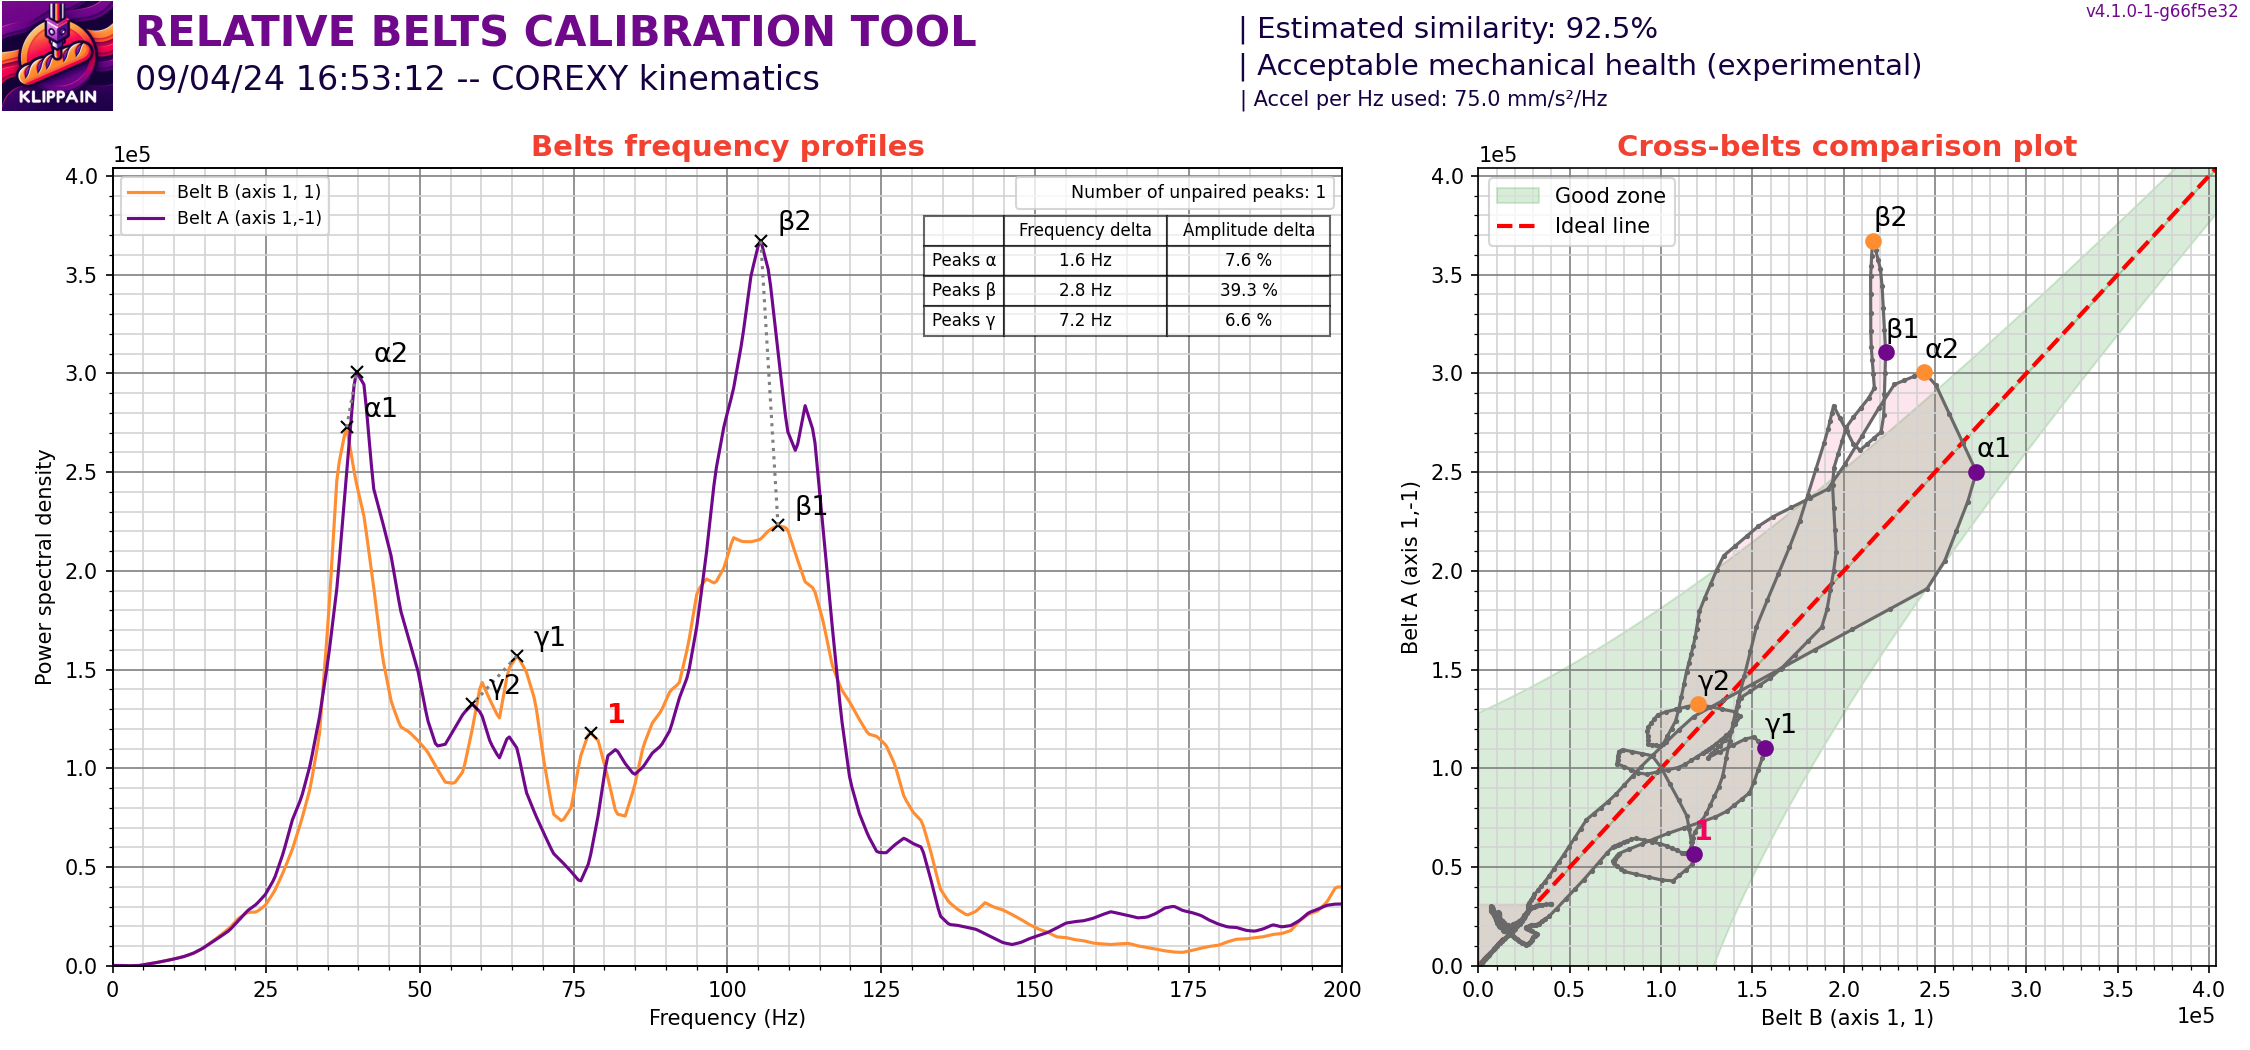 KLIPPAIN
RELATIVE BELTS CALIBRATION TOOL
09/04/24 16:53:12 -- COREXY kinematics
| Estimated similarity: 92.5%
| Acceptable mechanical health (experimental)
| Accel per Hz used: 75.0 mm/s²/Hz
v4.1.0-1-g66f5e32
Belts frequency profiles
1e5
Belt B (axis 1, 1)
Belt A (axis 1,-1)
Number of unpaired peaks: 1
Frequency delta Amplitude delta
Peaks α 1.6 Hz 7.6 %
Peaks β 2.8 Hz 39.3 %
Peaks γ 7.2 Hz 6.6 %
β2
α2
α1
β1
γ1
γ2
1
4.0
3.5
3.0
2.5
2.0
1.5
1.0
0.5
0.0
Power spectral density
0 25 50 75 100 125 150 175 200
Frequency (Hz)
Cross-belts comparison plot
1e5
Good zone
Ideal line
β2
β1
α2
α1
γ2
γ1
1
4.0
3.5
3.0
2.5
2.0
1.5
1.0
0.5
0.0
Belt A (axis 1,-1)
0.0 0.5 1.0 1.5 2.0 2.5 3.0 3.5 4.0
1e5
Belt B (axis 1, 1)